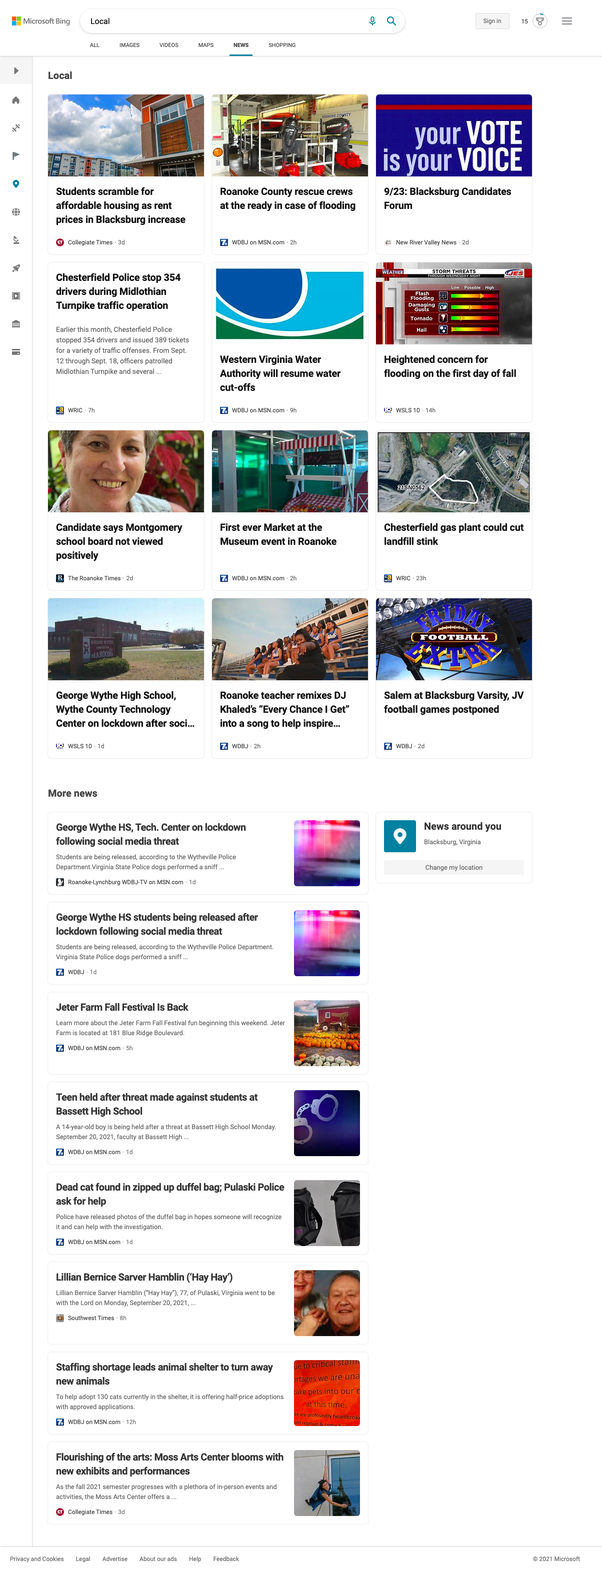 Microsoft Bing
Local
Sign in
15
ALL IMAGES VIDEOS MAPS NEWS SHOPPING
Local
your VOTE
is your VOICE
Students scramble for
affordable housing as rent
prices in Blacksburg increase
Collegiate Times · 3d
Roanoke County rescue crews
at the ready in case of flooding
WDBJ on MSN.com · 2h
9/23: Blacksburg Candidates
Forum
New River Valley News · 2d
Chesterfield Police stop 354
drivers during Midlothian
Turnpike traffic operation
Earlier this month, Chesterfield Police
stopped 354 drivers and issued 389 tickets
for a variety of traffic offenses. From Sept.
12 through Sept. 18, officers patrolled
Midlothian Turnpike and several ...
WRIC · 7h
Western Virginia Water
Authority will resume water
cut-offs
WDBJ on MSN.com · 9h
WEATHER
STORM THREATS
Low Possible High
Flash
Flooding
Damaging
Gusts
Tornado
Hail
Heightened concern for
flooding on the first day of fall
WSLS 10 · 14h
Candidate says Montgomery
school board not viewed
positively
The Roanoke Times · 2d
First ever Market at the
Museum event in Roanoke
WDBJ on MSN.com · 2h
Chesterfield gas plant could cut
landfill stink
WRIC · 23h
George Wythe High School,
Wythe County Technology
Center on lockdown after soci...
WSLS 10 · 1d
Roanoke teacher remixes DJ
Khaled's "Every Chance I Get"
into a song to help inspire...
WDBJ · 2h
FRIDAY
FOOTBALL
EXTRA
Salem at Blacksburg Varsity, JV
football games postponed
WDBJ · 2d
More news
George Wythe HS, Tech. Center on lockdown
following social media threat
Students are being released, according to the Wytheville Police
Department.Virginia State Police dogs performed a sniff ...
Roanoke-Lynchburg WDBJ-TV on MSN.com · 1d
News around you
Blacksburg, Virginia
Change my location
George Wythe HS students being released after
lockdown following social media threat
Students are being released, according to the Wytheville Police Department.
Virginia State Police dogs performed a sniff ...
WDBJ · 1d
Jeter Farm Fall Festival Is Back
Learn more about the Jeter Farm Fall Festival fun beginning this weekend. Jeter
Farm is located at 181 Blue Ridge Boulevard.
WDBJ on MSN.com · 5h
Teen held after threat made against students at
Bassett High School
A 14-year-old boy is being held after a threat at Bassett High School Monday.
September 20, 2021, faculty at Bassett High ...
WDBJ on MSN.com · 1d
Dead cat found in zipped up duffel bag; Pulaski Police
ask for help
Police have released photos of the duffel bag in hopes someone will recognize
it and can help with the investigation.
WDBJ on MSN.com · 1d
Lillian Bernice Sarver Hamblin ('Hay Hay')
Lillian Bernice Sarver Hamblin ("Hay Hay"), 77, of Pulaski, Virginia went to be
with the Lord on Monday, September 20, 2021, ...
Southwest Times · 8h
Staffing shortage leads animal shelter to turn away
new animals
To help adopt 130 cats currently in the shelter, it is offering half-price adoptions
with approved applications.
WDBJ on MSN.com · 12h
to critical staff
rtages we are una
ake pets into our c
at this time.
Flourishing of the arts: Moss Arts Center blooms with
new exhibits and performances
As the fall 2021 semester progresses with a plethora of in-person events and
activities, the Moss Arts Center offers a ...
Collegiate Times · 3d
Privacy and Cookies Legal Advertise About our ads Help Feedback
© 2021 Microsoft